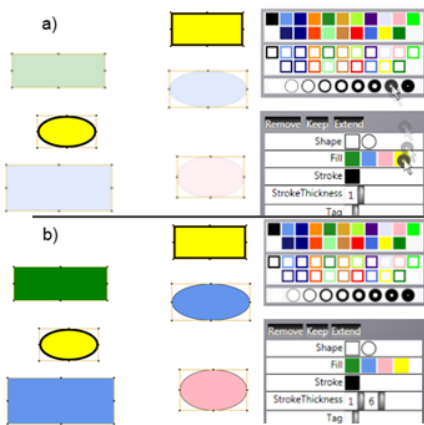 a)
Remove Keep Extend
Shape
Fill
Stroke
StrokeThickness 1
Tag
b)
Remove Keep Extend
Shape
Fill
Stroke
StrokeThickness 1 6
Tag